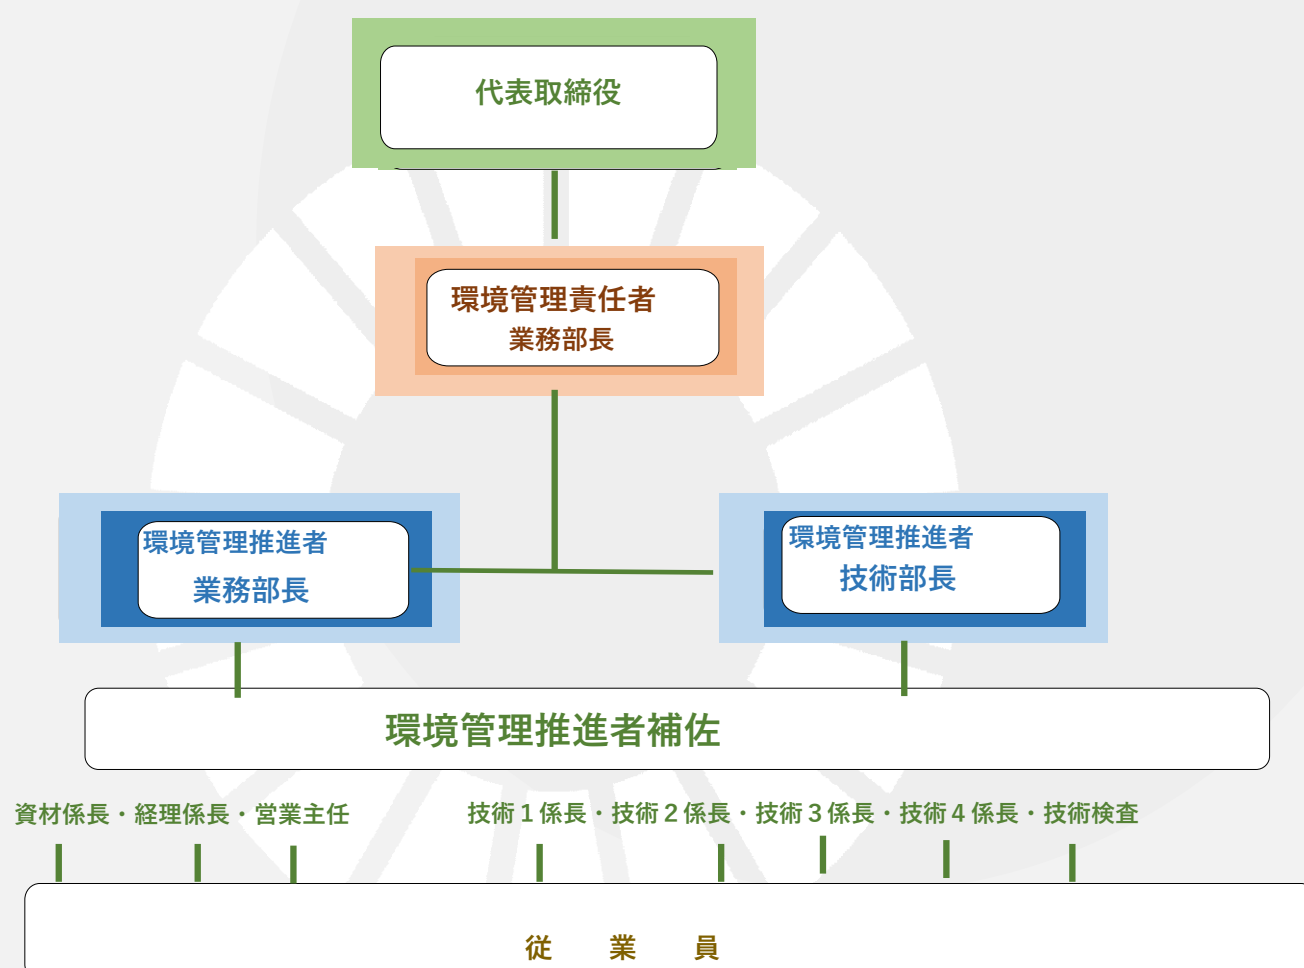 代表取締役
環境管理責任者
業務部長
環境管理推進者
業務部長
環境管理推進者
技術部長
環境管理推進者補佐
資材係長・経理係長・営業主任
技術１係長・技術２係長・技術３係長・技術４係長・技術検査
従　業　員